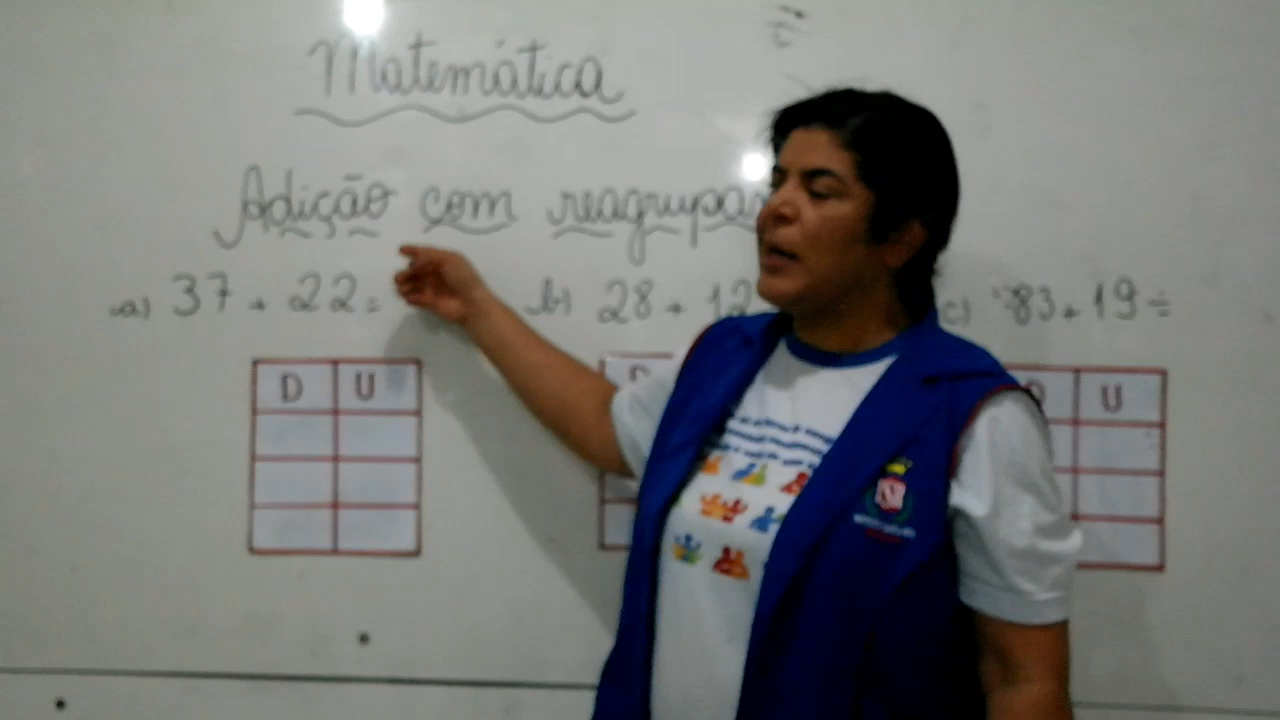 Matemática
Adição com
a) 37 + 22 = b) 28 + 12 c) 83 + 19 =
D U
U